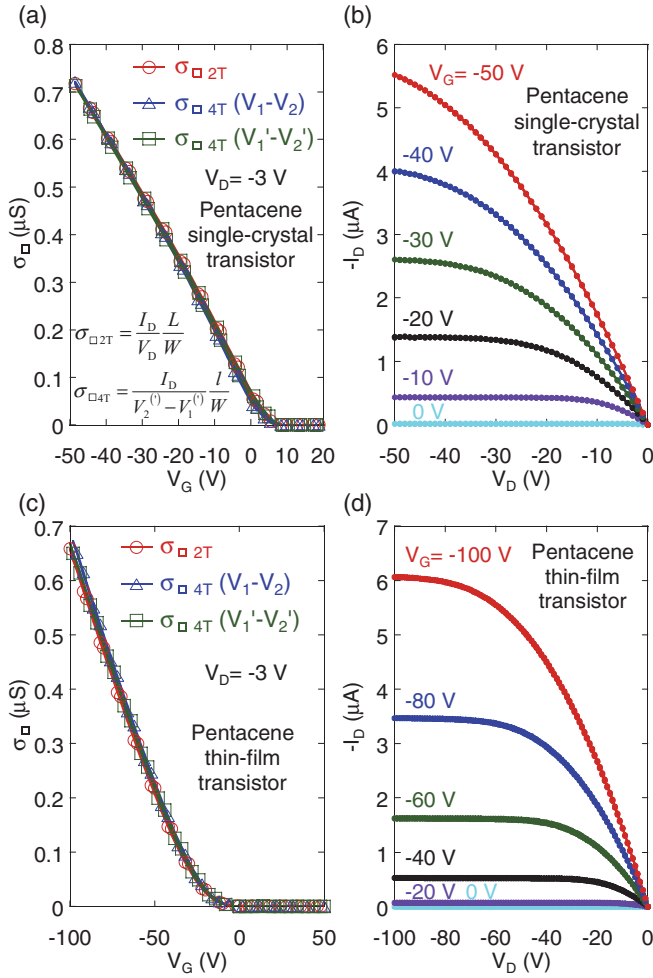 (a)
0.8
0.7
0.6
0.5
0.4
0.3
0.2
0.1
0
σ□ (μS)
σ□ 2T
σ□ 4T (V1-V2)
σ□ 4T (V1'-V2')
VD= -3 V
Pentacene
single-crystal
transistor
σ□2T = ID/VD L/W
σ□4T = ID/(V2(')−V1(')) l/W
-50 -40 -30 -20 -10 0 10 20
VG (V)
(b)
6
5
4
3
2
1
0
-ID (μA)
VG= -50 V
Pentacene
single-crystal
transistor
-40 V
-30 V
-20 V
-10 V
0 V
-50 -40 -30 -20 -10 0
VD (V)
(c)
0.7
0.6
0.5
0.4
0.3
0.2
0.1
0
σ□ (μS)
σ□ 2T
σ□ 4T (V1-V2)
σ□ 4T (V1'-V2')
VD= -3 V
Pentacene
thin-film
transistor
-100 -50 0 50
VG (V)
(d)
7
6
5
4
3
2
1
0
-ID (μA)
VG= -100 V
Pentacene
thin-film
transistor
-80 V
-60 V
-40 V
-20 V 0 V
-100 -80 -60 -40 -20 0
VD (V)